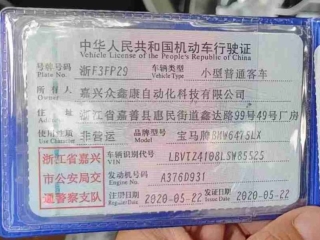 中华人民共和国机动车行驶证
Vehicle License of the People's Republic of China
号牌号码 浙F3FP29 车辆类型 小型普通客车
Plate No. Vehicle Type
所有人 嘉兴众鑫康自动化科技有限公司
Owner
住址 浙江省嘉善县惠民街道鑫达路99号49号厂房
Address
使用性质 非营运 品牌型号 宝马牌BMW6475LX
Use Character Model
浙江省嘉兴 车辆识别代号 LBVTZ4108LSW85525
VIN
市公安局交 发动机号码 A376D931
Engine No.
通警察支队 注册日期 2020-05-22 发证日期 2020-05-22
Register Date Issue Date